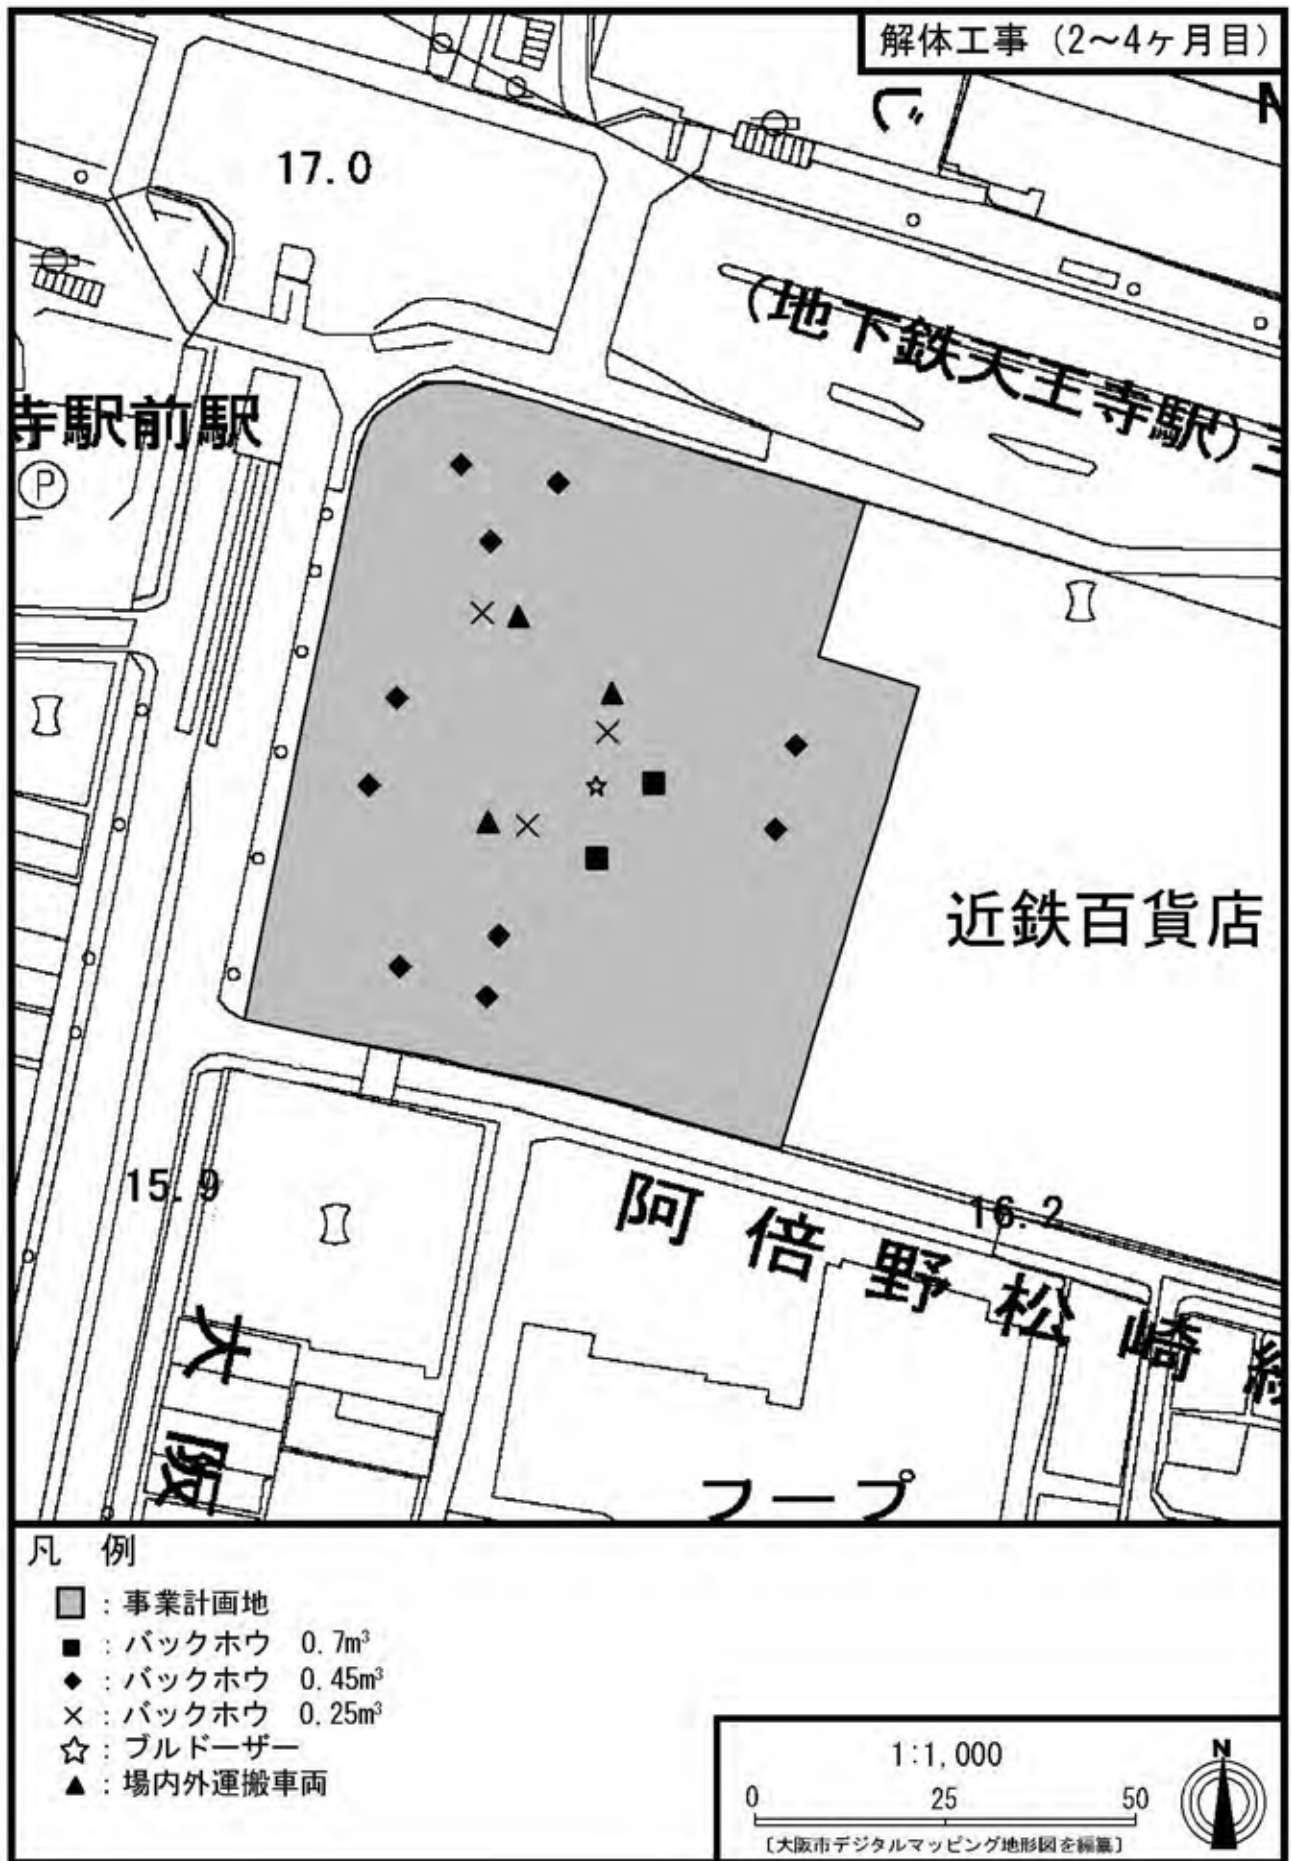 解体工事（2～4ヶ月目）
じ
N
17.0
（地下鉄天王寺駅）
寺駅前駅
P
近鉄百貨店
15.9
16.2
阿倍野松崎線
大阪
フープ
凡 例
：事業計画地
：バックホウ 0.7m³
：バックホウ 0.45m³
：バックホウ 0.25m³
：ブルドーザー
：場内外運搬車両
1:1,000
N
0 25 50
〔大阪市デジタルマッピング地形図を編纂〕